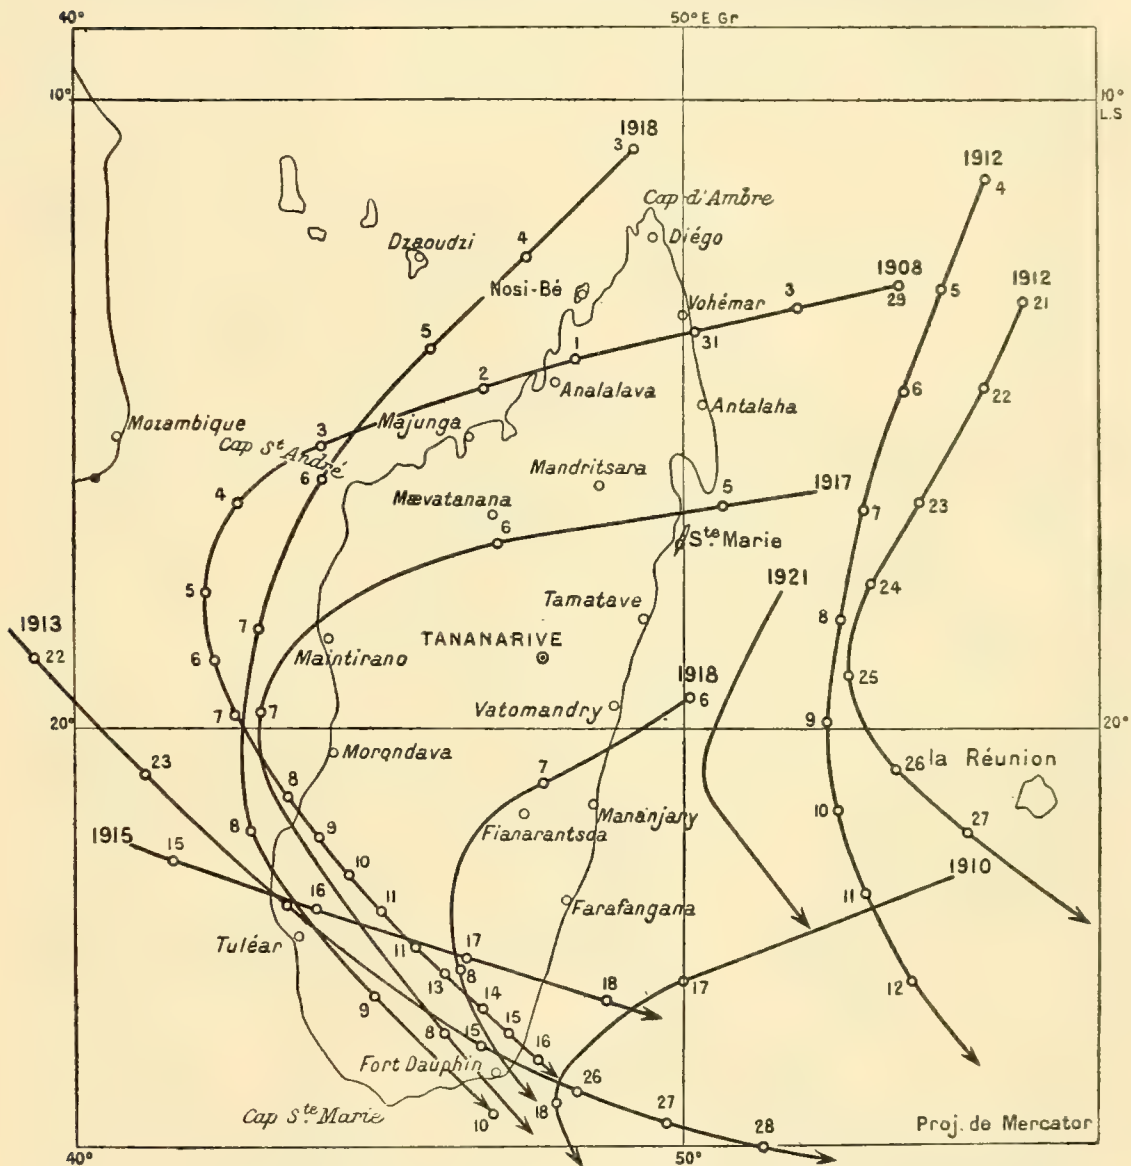 40° 50° E Gr
10° 10°
L.S
1918
3
1912
4
Cap d'Ambre
Diégo
Dzaoudzi
4
Nosi-Bé
1908
29
5
1912
21
3
Vohémar
31
5
1
2
Analalava
6
22
Antalaha
Mozambique
Majunga
3
Cap St. André
6
Mandritsara
4
1917
5
23
7
Mævatanana
6
Ste. Marie
5
1921
24
1913
22
7
Tamatave
8
TANANARIVE
Maintirano
6
25
1918
6
7
7
Vatomandry
9
20° 20°
Morondava
23
7
26
la Réunion
8
10
Mananjary
Fianarantsoa
27
1915
15
8
9
1910
10
11
16
11
Farafangana
Tuléar
11
17
8
13
17
12
9
18
14
15
8
15
16
Fort Dauphin
26
18
Cap Ste. Marie
10
27
28
Proj. de Mercator
40° 50°